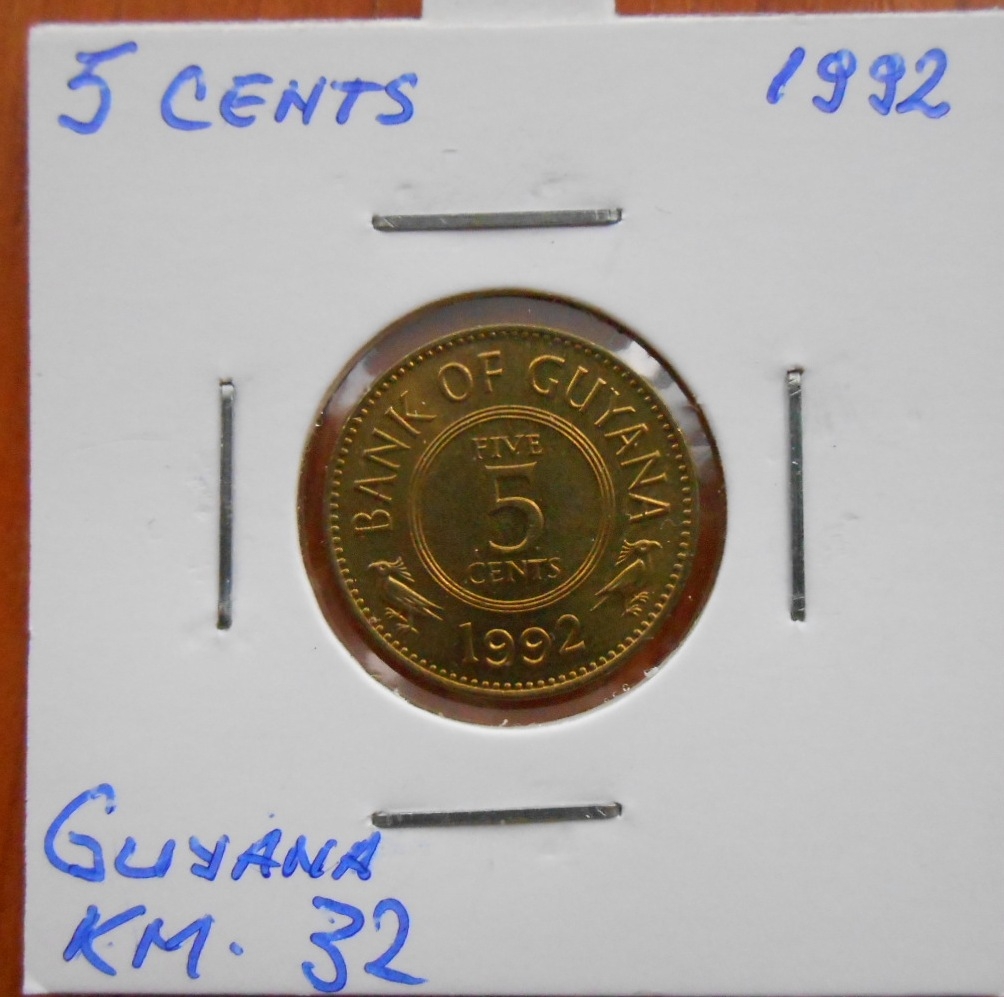 5 CENTS 1992
BANK OF GUYANA
FIVE
5
CENTS
1992
GUYANA
KM. 32